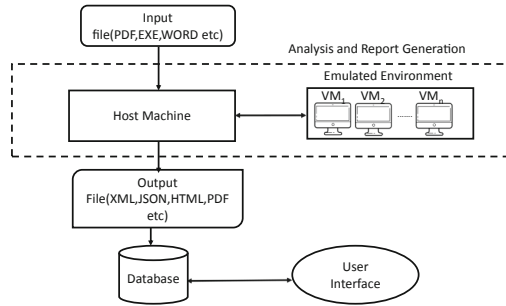 Input
file(PDF,EXE,WORD etc)
Analysis and Report Generation
Emulated Environment
VM1
VM2
........
VMn
Host Machine
Output
File(XML,JSON,HTML,PDF
etc)
Database
User
Interface